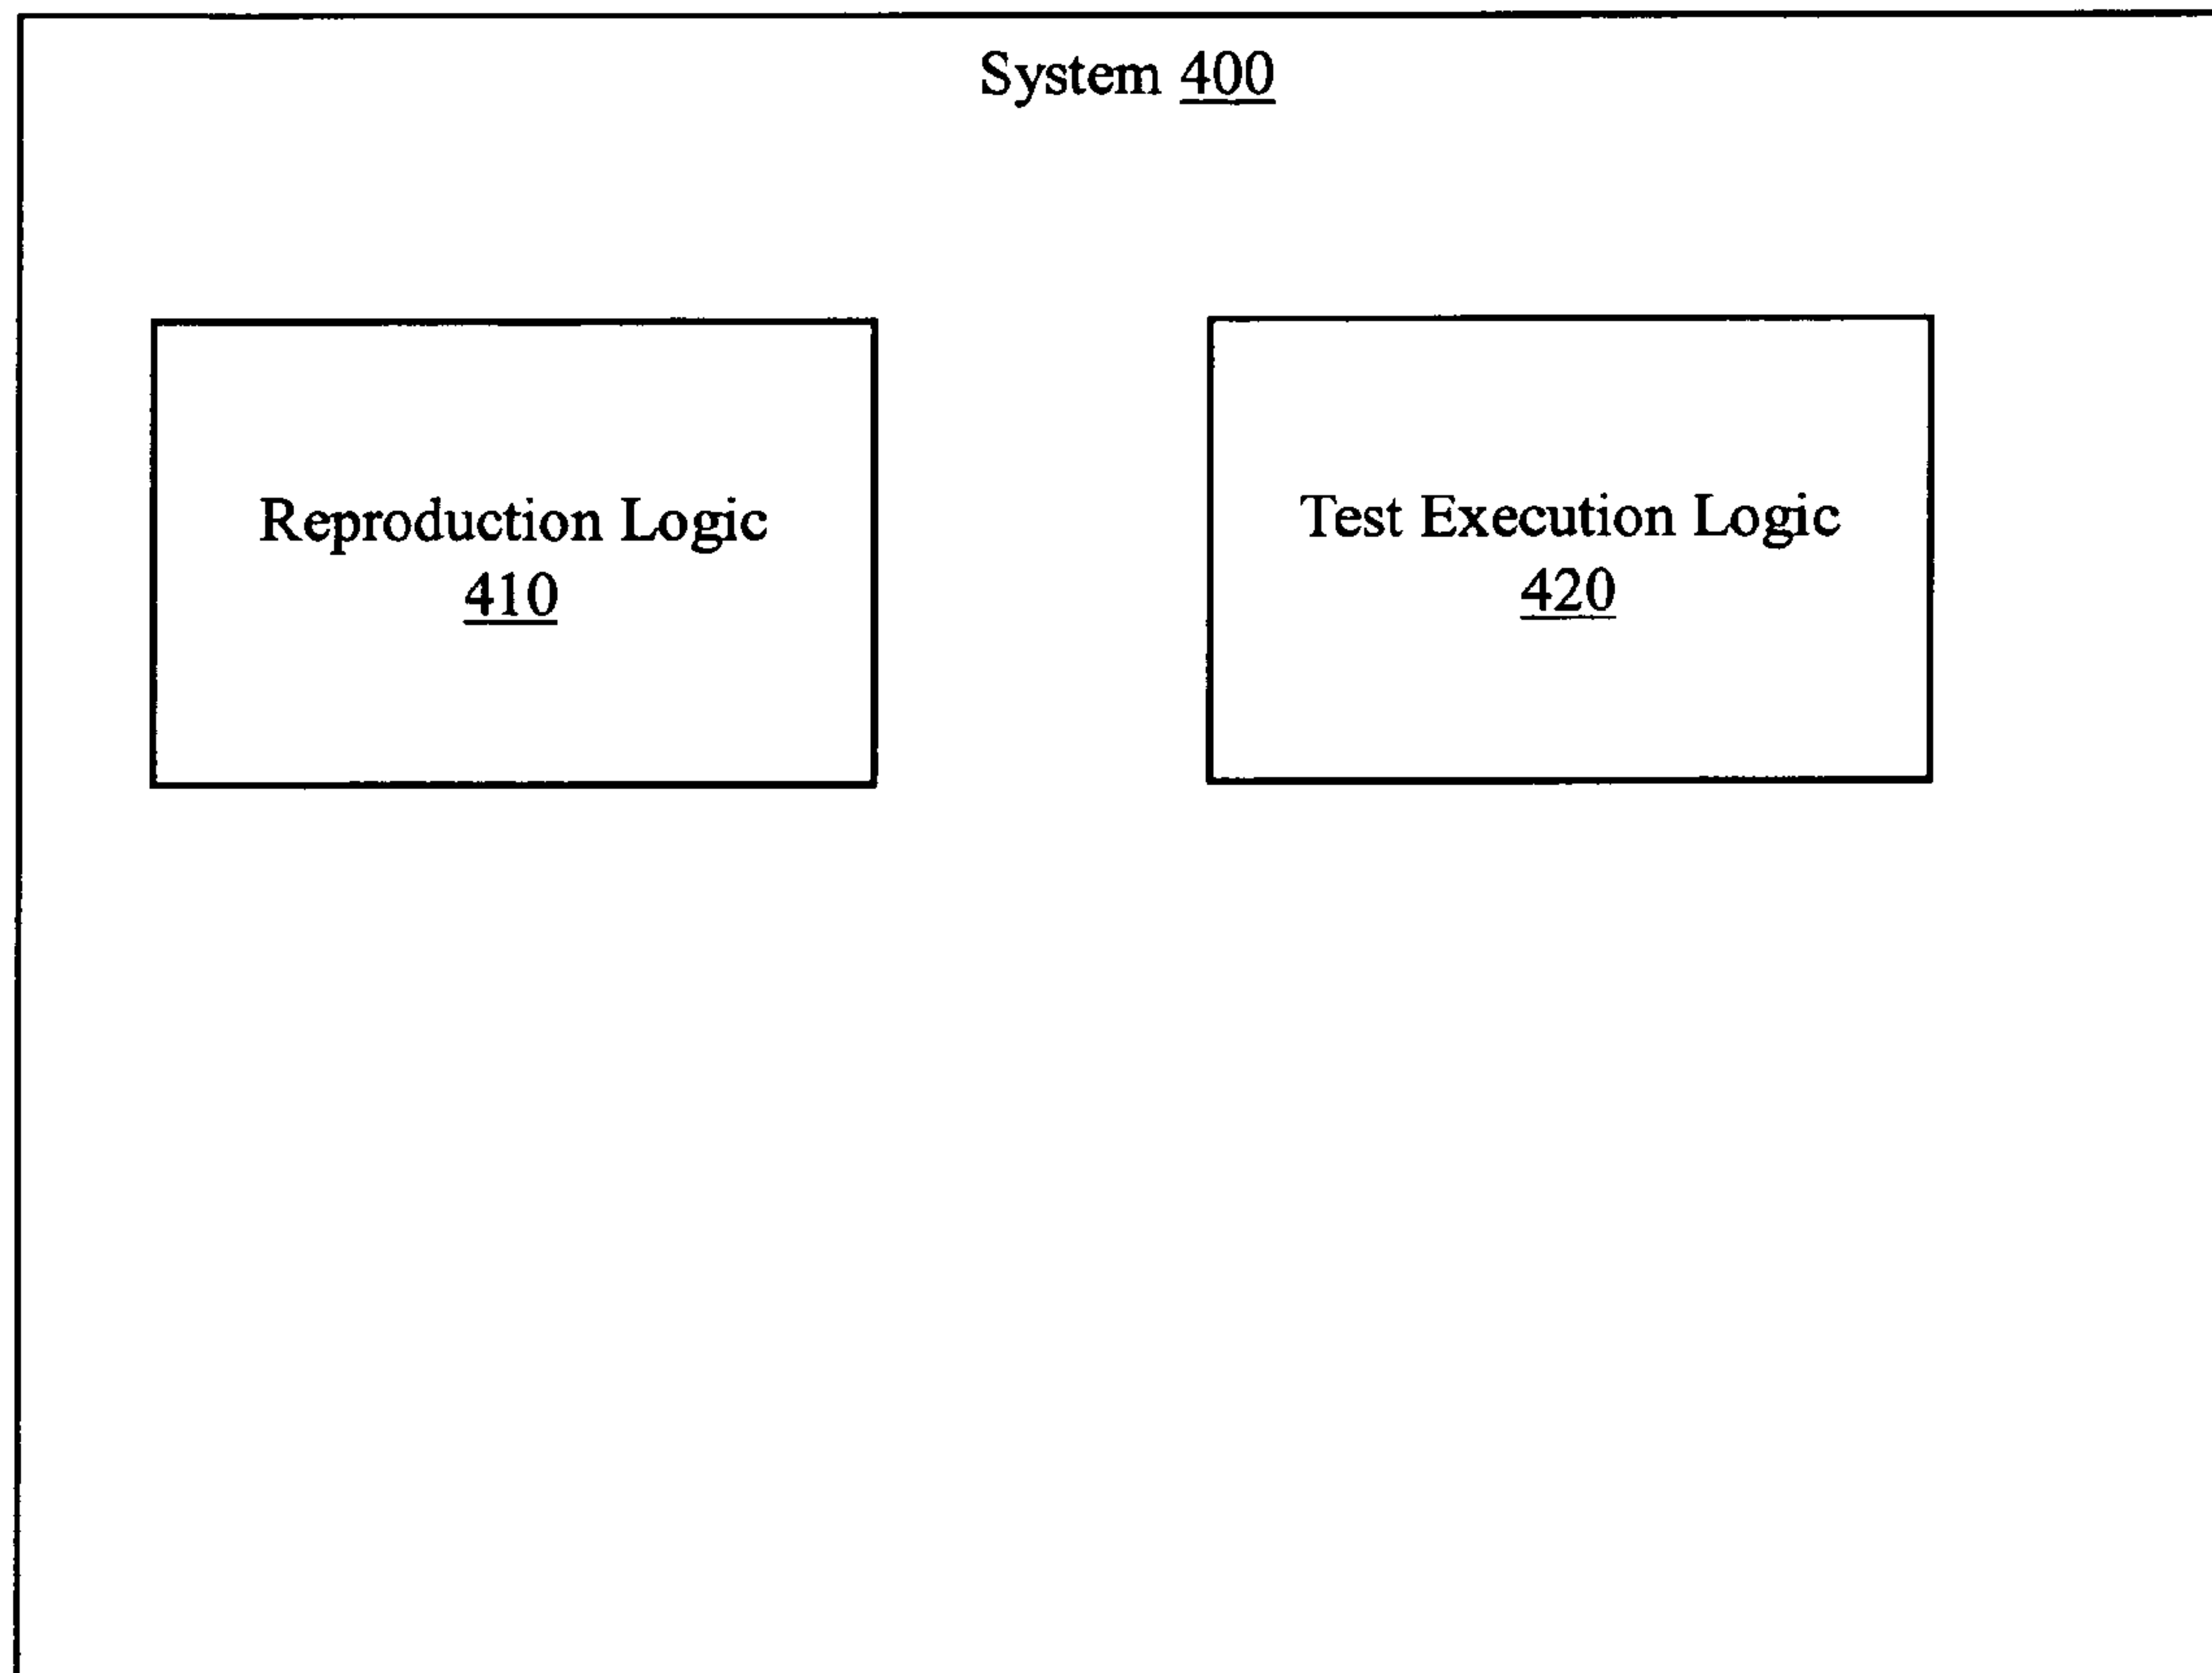 System 400
Reproduction Logic
410
Test Execution Logic
420